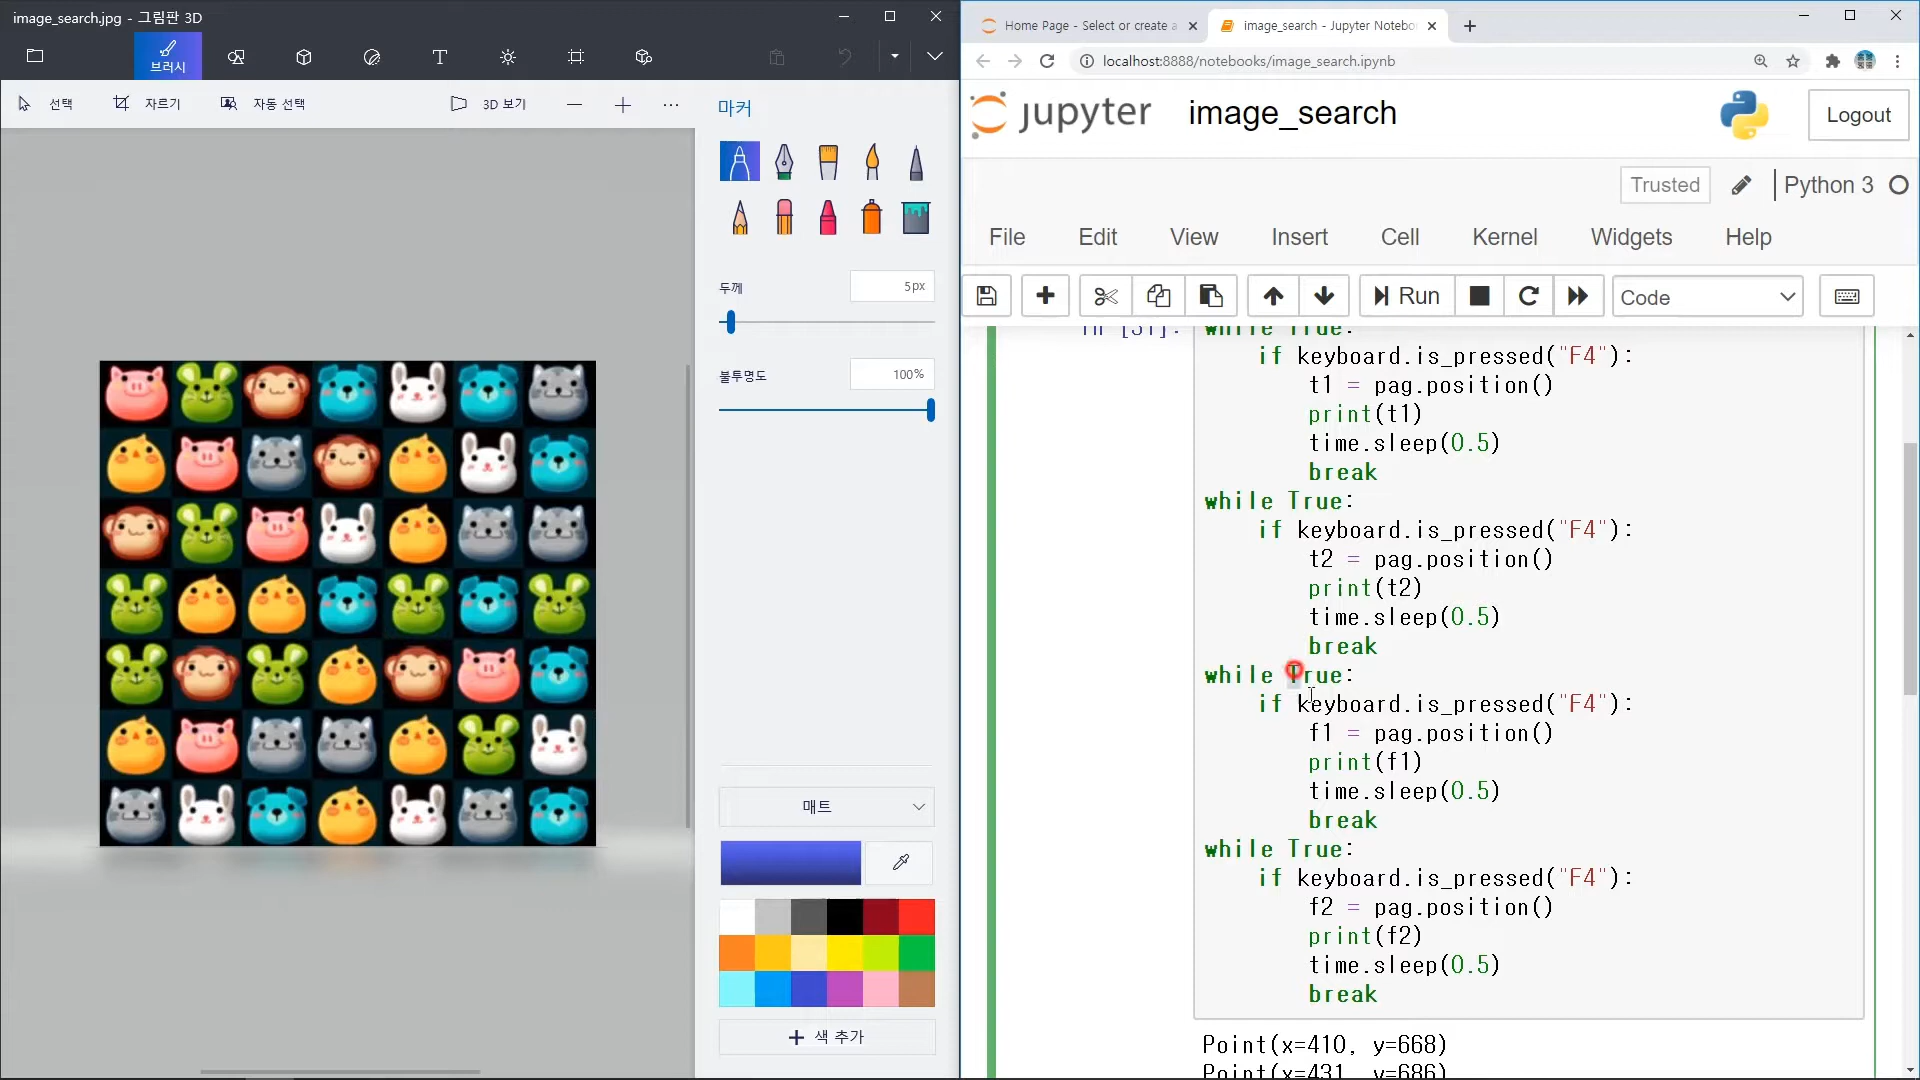 image_search.jpg - 그림판 3D
브러시
선택
자르기
자동 선택
3D 보기
마커
두께
5px
불투명도
100%
매트
색 추가
Home Page - Select or create a
image_search - Jupyter Notebo
localhost:8888/notebooks/image_search.ipynb
jupyter
image_search
Logout
Trusted
Python 3
File
Edit
View
Insert
Cell
Kernel
Widgets
Help
Run
Code
while True:
if keyboard.is_pressed("F4"):
t1 = pag.position()
print(t1)
time.sleep(0.5)
break
while True:
if keyboard.is_pressed("F4"):
t2 = pag.position()
print(t2)
time.sleep(0.5)
break
while True:
if keyboard.is_pressed("F4"):
f1 = pag.position()
print(f1)
time.sleep(0.5)
break
while True:
if keyboard.is_pressed("F4"):
f2 = pag.position()
print(f2)
time.sleep(0.5)
break
Point(x=410, y=668)
Point(x=431, y=686)